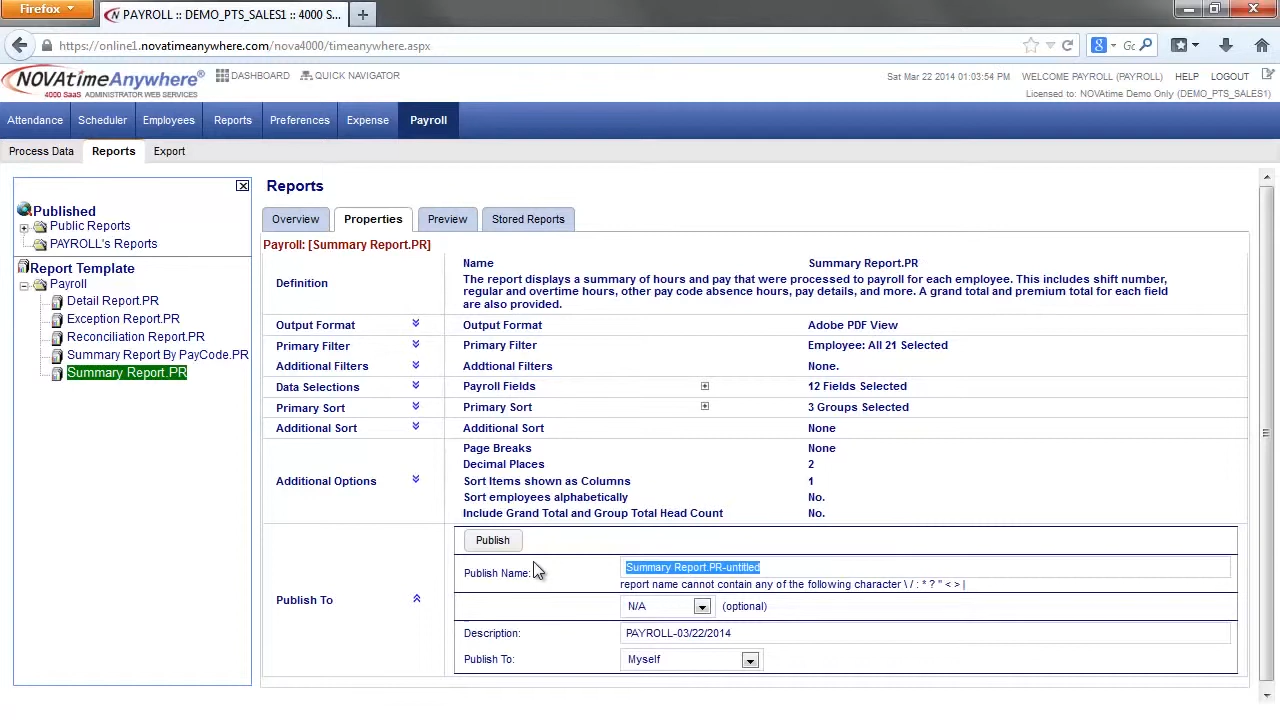 Firefox
PAYROLL :: DEMO_PTS_SALES1 :: 4000 S...
https://online1.novatimeanywhere.com/nova4000/timeanywhere.aspx
NOVAtimeAnywhere®
4000 SaaS ADMINISTRATOR WEB SERVICES
DASHBOARD QUICK NAVIGATOR
Sat Mar 22 2014 01:03:54 PM WELCOME PAYROLL (PAYROLL) HELP LOGOUT
Licensed to: NOVAtime Demo Only (DEMO_PTS_SALES1)
Attendance Scheduler Employees Reports Preferences Expense Payroll
Process Data Reports Export
Published
Public Reports
PAYROLL's Reports
Report Template
Payroll
Detail Report.PR
Exception Report.PR
Reconciliation Report.PR
Summary Report By PayCode.PR
Summary Report.PR
Reports
Overview Properties Preview Stored Reports
Payroll: [Summary Report.PR]
Definition
Name Summary Report.PR
The report displays a summary of hours and pay that were processed to payroll for each employee. This includes shift number,
regular and overtime hours, other pay code absence hours, pay details, and more. A grand total and premium total for each field
are also provided.
Output Format Output Format Adobe PDF View
Primary Filter Primary Filter Employee: All 21 Selected
Additional Filters Addtional Filters None.
Data Selections Payroll Fields 12 Fields Selected
Primary Sort Primary Sort 3 Groups Selected
Additional Sort Additional Sort None
Additional Options
Page Breaks None
Decimal Places 2
Sort Items shown as Columns 1
Sort employees alphabetically No.
Include Grand Total and Group Total Head Count No.
Publish To
Publish
Publish Name: Summary Report.PR-untitled
report name cannot contain any of the following character \ / : * ? " < > |
N/A (optional)
Description: PAYROLL-03/22/2014
Publish To: Myself